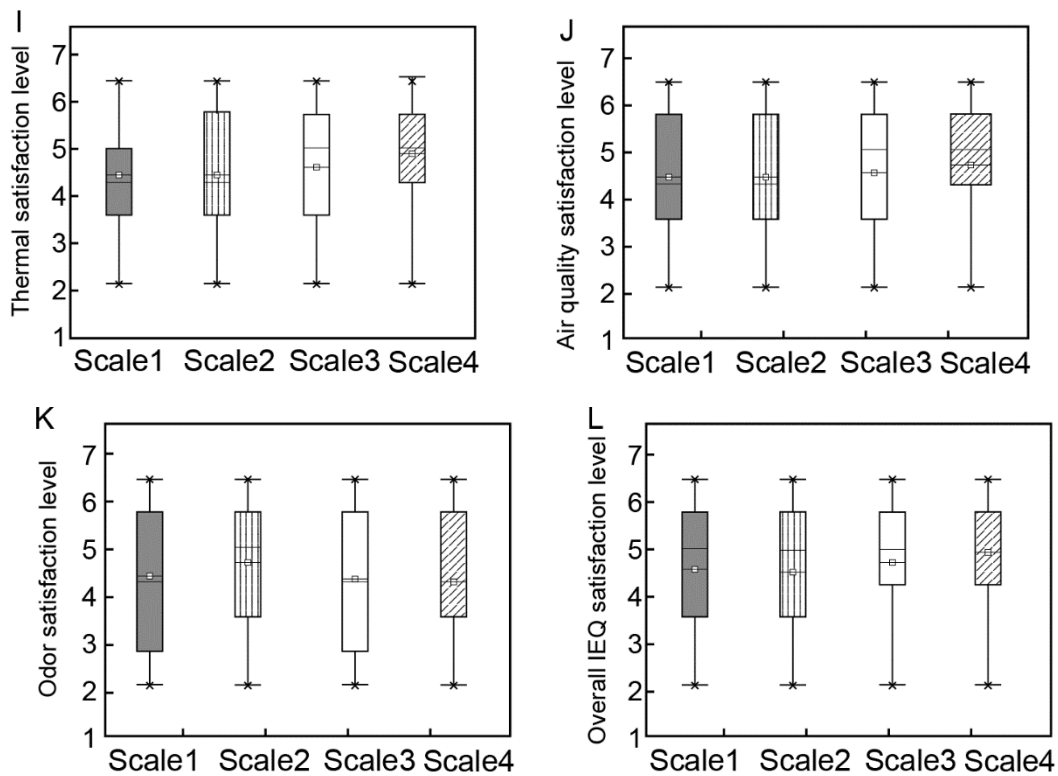 I
Thermal satisfaction level
7
6
5
4
3
2
1
Scale1 Scale2 Scale3 Scale4
J
Air quality satisfaction level
7
6
5
4
3
2
1
Scale1 Scale2 Scale3 Scale4
K
Odor satisfaction level
7
6
5
4
3
2
1
Scale1 Scale2 Scale3 Scale4
L
Overall IEQ satisfaction level
7
6
5
4
3
2
1
Scale1 Scale2 Scale3 Scale4